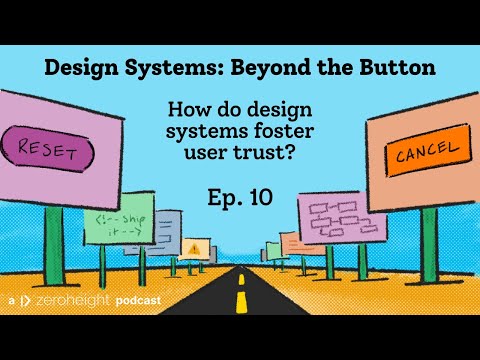 Design Systems: Beyond the Button
How do design
systems foster
user trust?
Ep. 10
RESET
CANCEL
<!-- ship
it -->
!
a zeroheight podcast